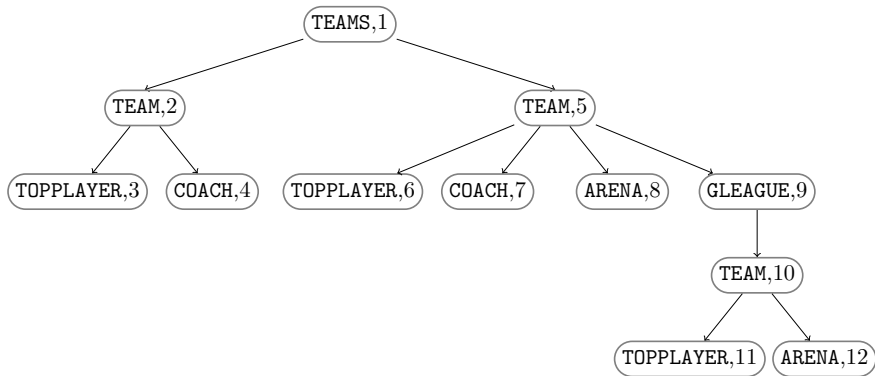 TEAMS,1
TEAM,2
TEAM,5
TOPPLAYER,3
COACH,4
TOPPLAYER,6
COACH,7
ARENA,8
GLEAGUE,9
TEAM,10
TOPPLAYER,11
ARENA,12